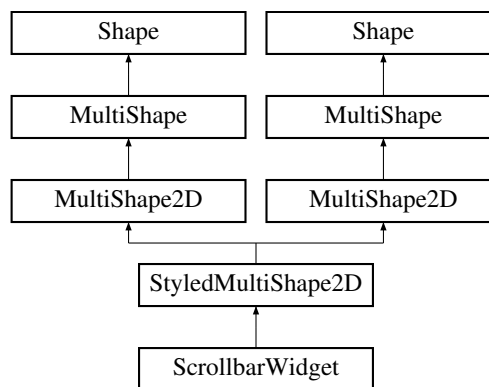 Shape Shape
MultiShape MultiShape
MultiShape2D MultiShape2D
StyledMultiShape2D
ScrollbarWidget